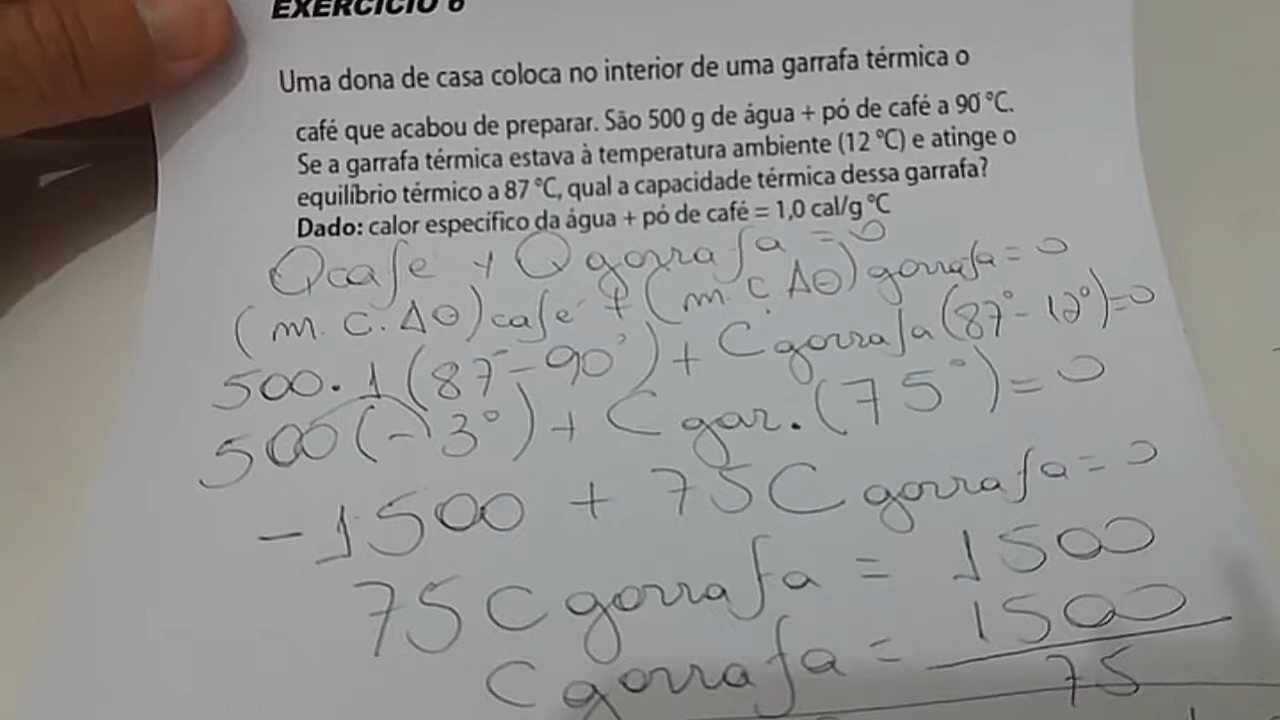 EXERCÍCIO 6
Uma dona de casa coloca no interior de uma garrafa térmica o
café que acabou de preparar. São 500 g de água + pó de café a 90 °C.
Se a garrafa térmica estava à temperatura ambiente (12 °C) e atinge o
equilíbrio térmico a 87 °C, qual a capacidade térmica dessa garrafa?
Dado: calor específico da água + pó de café = 1,0 cal/g °C
Qcafé + Qgarrafa = 0
(m. c. Δθ)café + (m. c. Δθ)garrafa = 0
500. 1 (87° - 90°) + Cgarrafa (87° - 12°) = 0
500 (-3°) + Cgar. (75°) = 0
-1500 + 75C garrafa = 0
75C garrafa = 1500
C garrafa = 1500
75